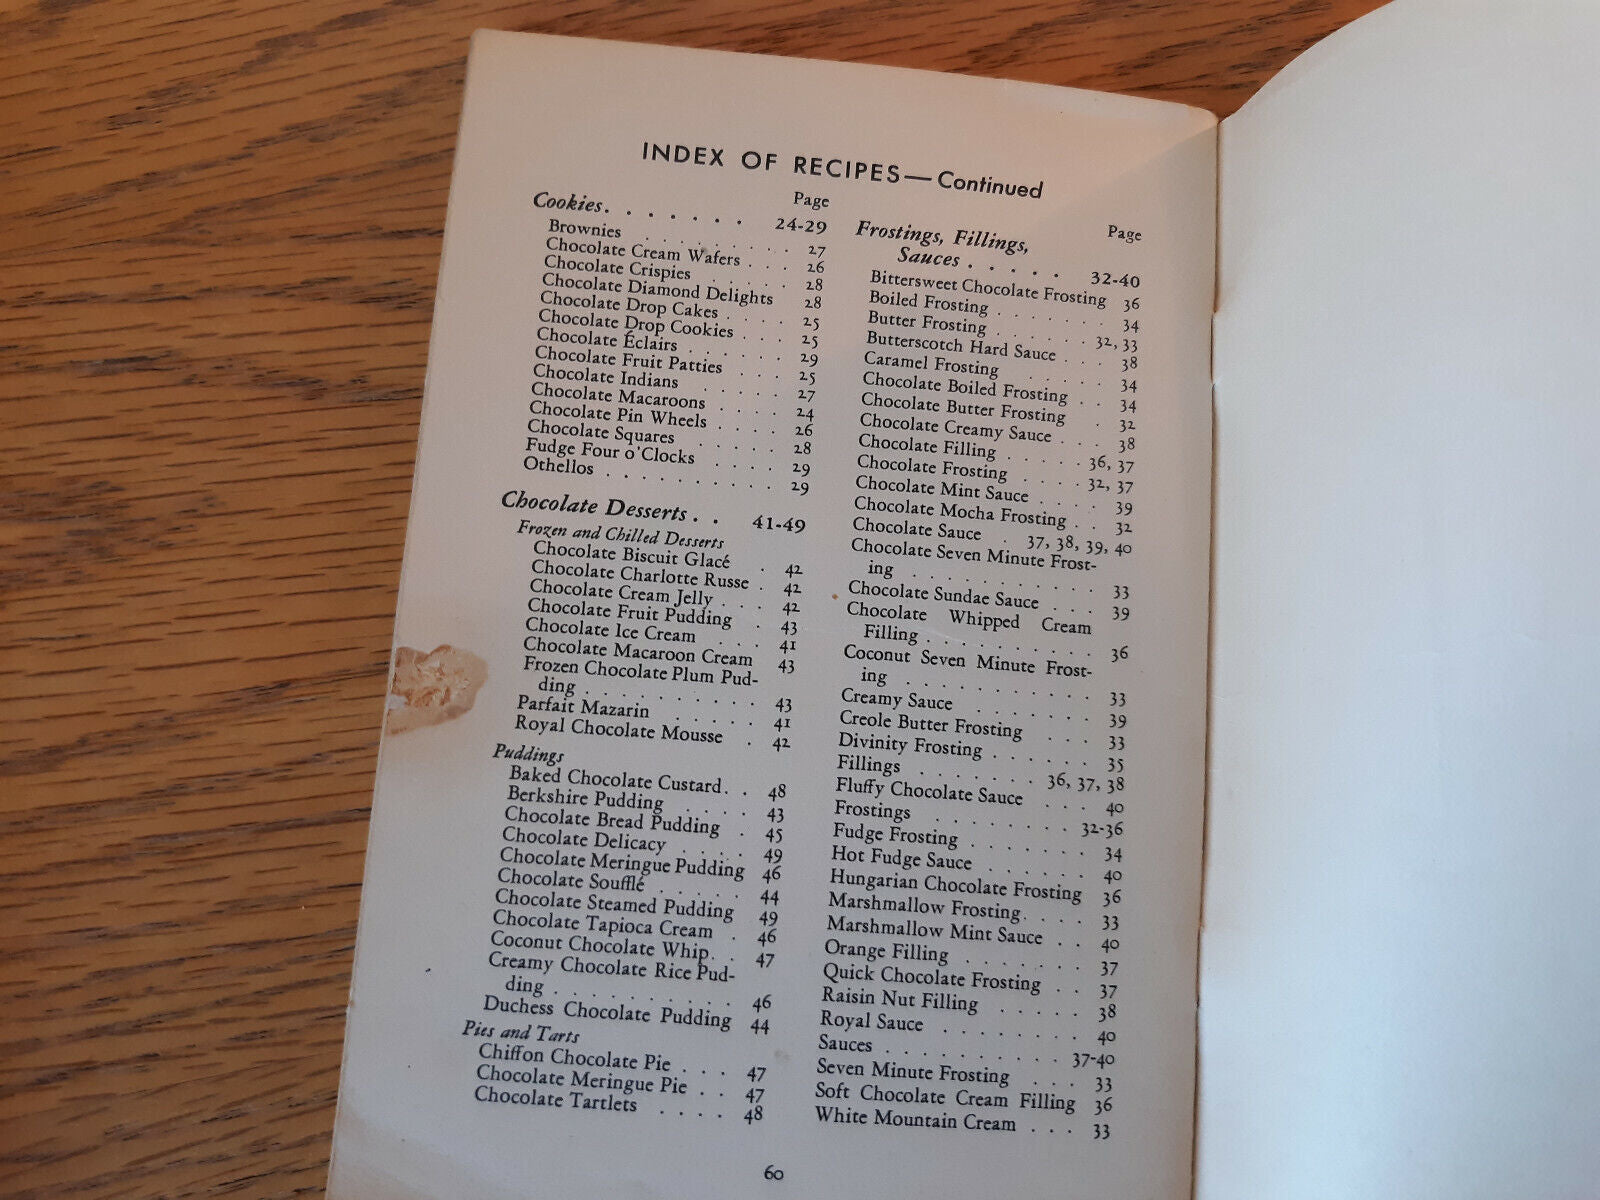 INDEX OF RECIPES—Continued
Page
Cookies. . . . . . . . 24-29
Brownies . . . . . . . . . 27
Chocolate Cream Wafers . . . 26
Chocolate Crispies . . . . . 28
Chocolate Diamond Delights 28
Chocolate Drop Cakes . . . . 25
Chocolate Drop Cookies . . . 25
Chocolate Éclairs . . . . . . 29
Chocolate Fruit Patties . . . 25
Chocolate Indians . . . . . 27
Chocolate Macaroons . . . . 24
Chocolate Pin Wheels . . . . 26
Chocolate Squares . . . . . 28
Fudge Four o'Clocks . . . . 29
Othellos . . . . . . . . . . 29
Chocolate Desserts . . 41-49
Frozen and Chilled Desserts
Chocolate Biscuit Glacé . 42
Chocolate Charlotte Russe . 42
Chocolate Cream Jelly . . . 42
Chocolate Fruit Pudding . 43
Chocolate Ice Cream . . . 41
Chocolate Macaroon Cream 43
Frozen Chocolate Plum Pud-
ding . . . . . . . . 43
Parfait Mazarin . . . . . 41
Royal Chocolate Mousse . 42
Puddings
Baked Chocolate Custard. . 48
Berkshire Pudding . . . . 43
Chocolate Bread Pudding . 45
Chocolate Delicacy . . . . 49
Chocolate Meringue Pudding 46
Chocolate Soufflé . . . . . 44
Chocolate Steamed Pudding 49
Chocolate Tapioca Cream . 46
Coconut Chocolate Whip. . 47
Creamy Chocolate Rice Pud-
ding . . . . . . . . . 46
Duchess Chocolate Pudding 44
Pies and Tarts
Chiffon Chocolate Pie . . . 47
Chocolate Meringue Pie . . 47
Chocolate Tartlets . . . . 48
Page
Frostings, Fillings,
Sauces . . . . . 32-40
Bittersweet Chocolate Frosting 36
Boiled Frosting . . . . . . . 34
Butter Frosting . . . . . 32, 33
Butterscotch Hard Sauce . . . 38
Caramel Frosting . . . . . 34
Chocolate Boiled Frosting . . 34
Chocolate Butter Frosting . 32
Chocolate Creamy Sauce . . . 38
Chocolate Filling . . . . . 36, 37
Chocolate Frosting . . . . 32, 37
Chocolate Mint Sauce . . . . 39
Chocolate Mocha Frosting . . 32
Chocolate Sauce . 37, 38, 39, 40
Chocolate Seven Minute Frost-
ing . . . . . . . . . . 33
Chocolate Sundae Sauce . . . 39
Chocolate Whipped Cream
Filling . . . . . . . . . 36
Coconut Seven Minute Frost-
ing . . . . . . . . . . 33
Creamy Sauce . . . . . . . 39
Creole Butter Frosting . . . 33
Divinity Frosting . . . . . . 35
Fillings . . . . . . . 36, 37, 38
Fluffy Chocolate Sauce . . . 40
Frostings . . . . . . . . 32-36
Fudge Frosting . . . . . . . 34
Hot Fudge Sauce . . . . . . 40
Hungarian Chocolate Frosting 36
Marshmallow Frosting. . . . 33
Marshmallow Mint Sauce . . 40
Orange Filling . . . . . . . 37
Quick Chocolate Frosting . . 37
Raisin Nut Filling . . . . . 38
Royal Sauce . . . . . . . . 40
Sauces . . . . . . . . . . 37-40
Seven Minute Frosting . . . 33
Soft Chocolate Cream Filling 36
White Mountain Cream . . . 33
60